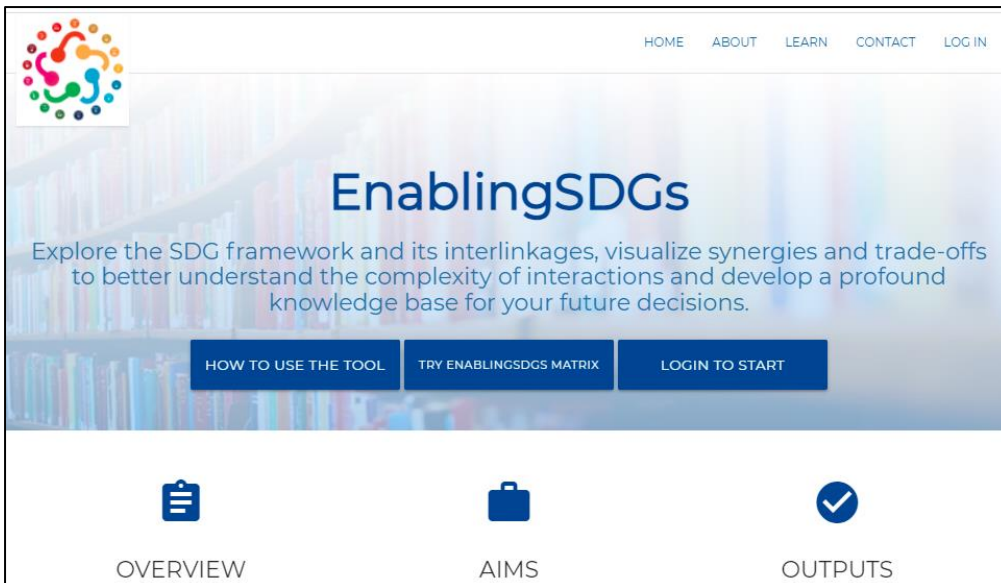 HOME ABOUT LEARN CONTACT LOG IN
EnablingSDGs
Explore the SDG framework and its interlinkages, visualize synergies and trade-offs
to better understand the complexity of interactions and develop a profound
knowledge base for your future decisions.
HOW TO USE THE TOOL TRY ENABLINGSDGS MATRIX LOGIN TO START
OVERVIEW AIMS OUTPUTS